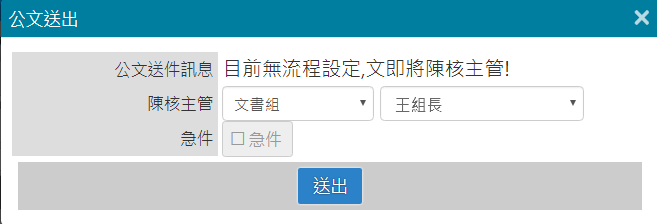 公文送出
公文送件訊息 目前無流程設定,文即將陳核主管!
陳核主管 文書組 王組長
急件 急件
送出